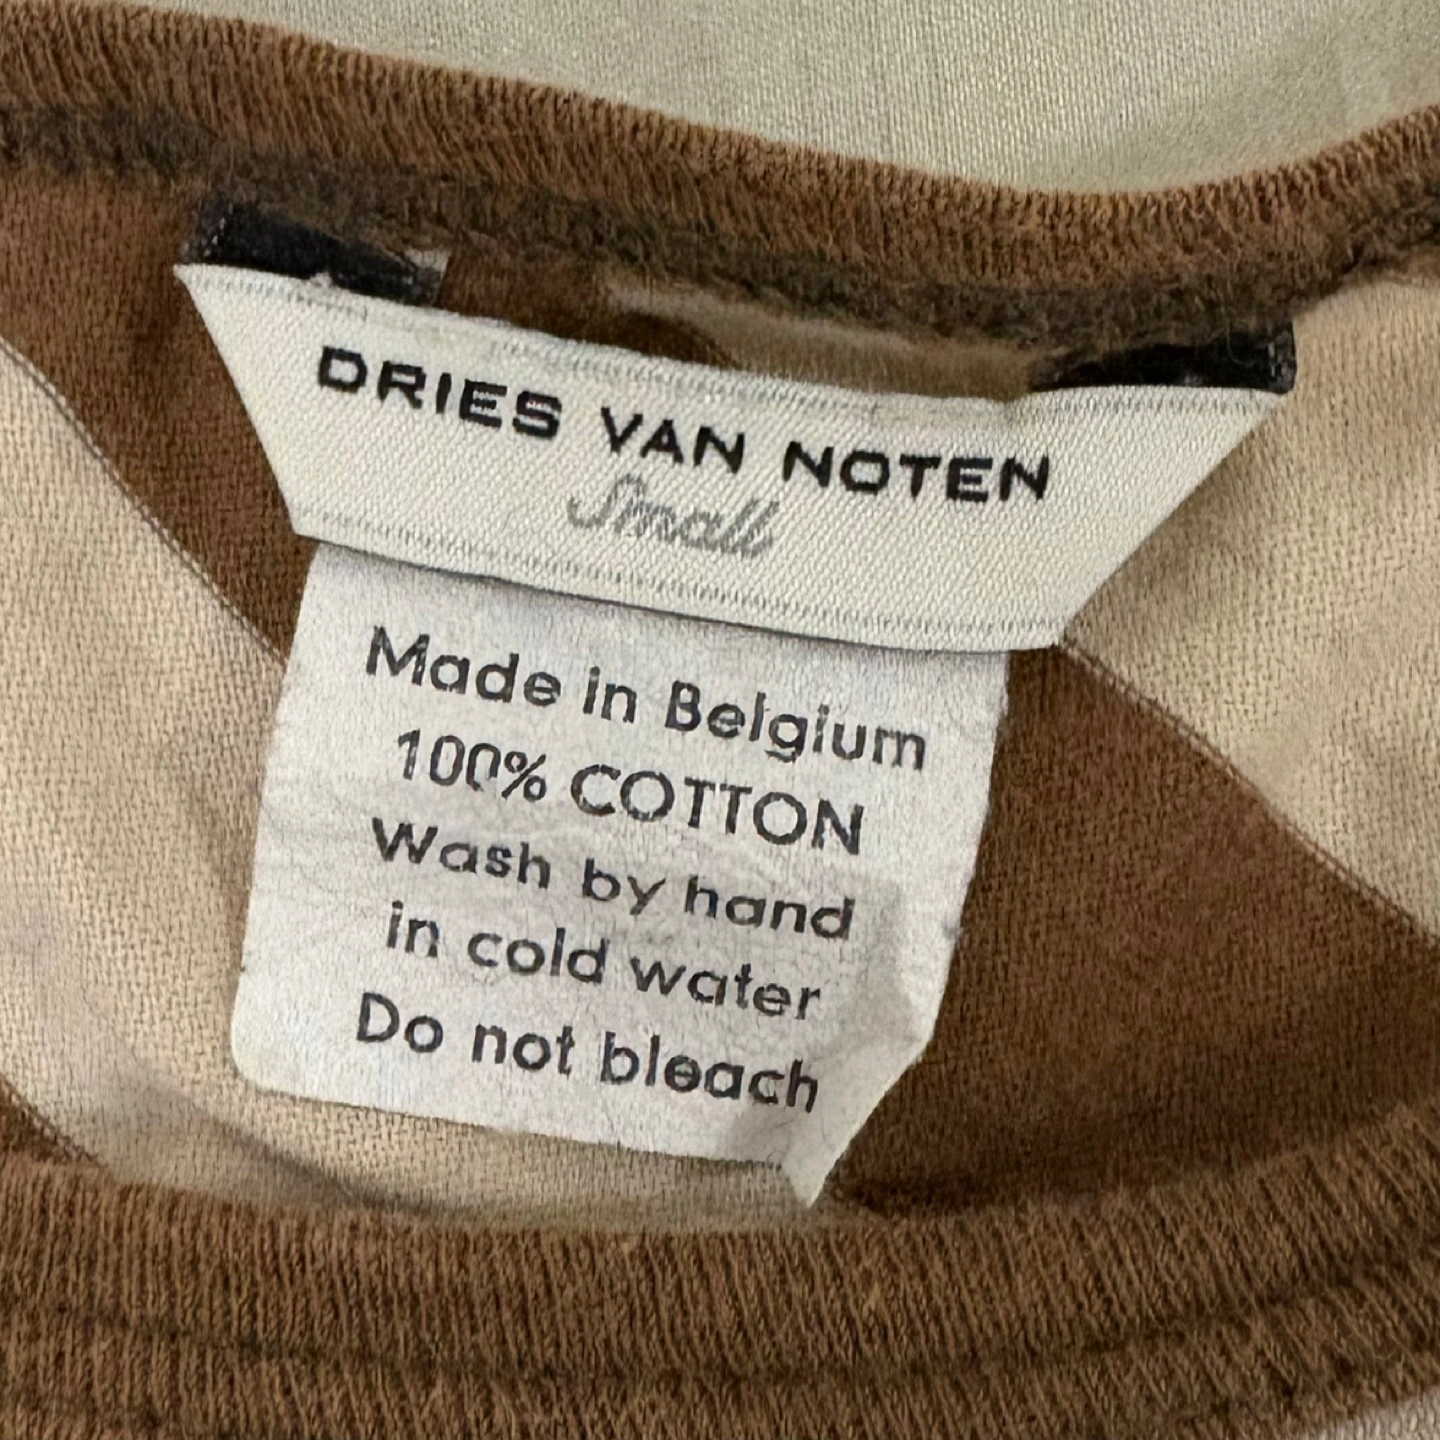 DRIES VAN NOTEN
Small
Made in Belgium
100% COTTON
Wash by hand
in cold water
Do not bleach